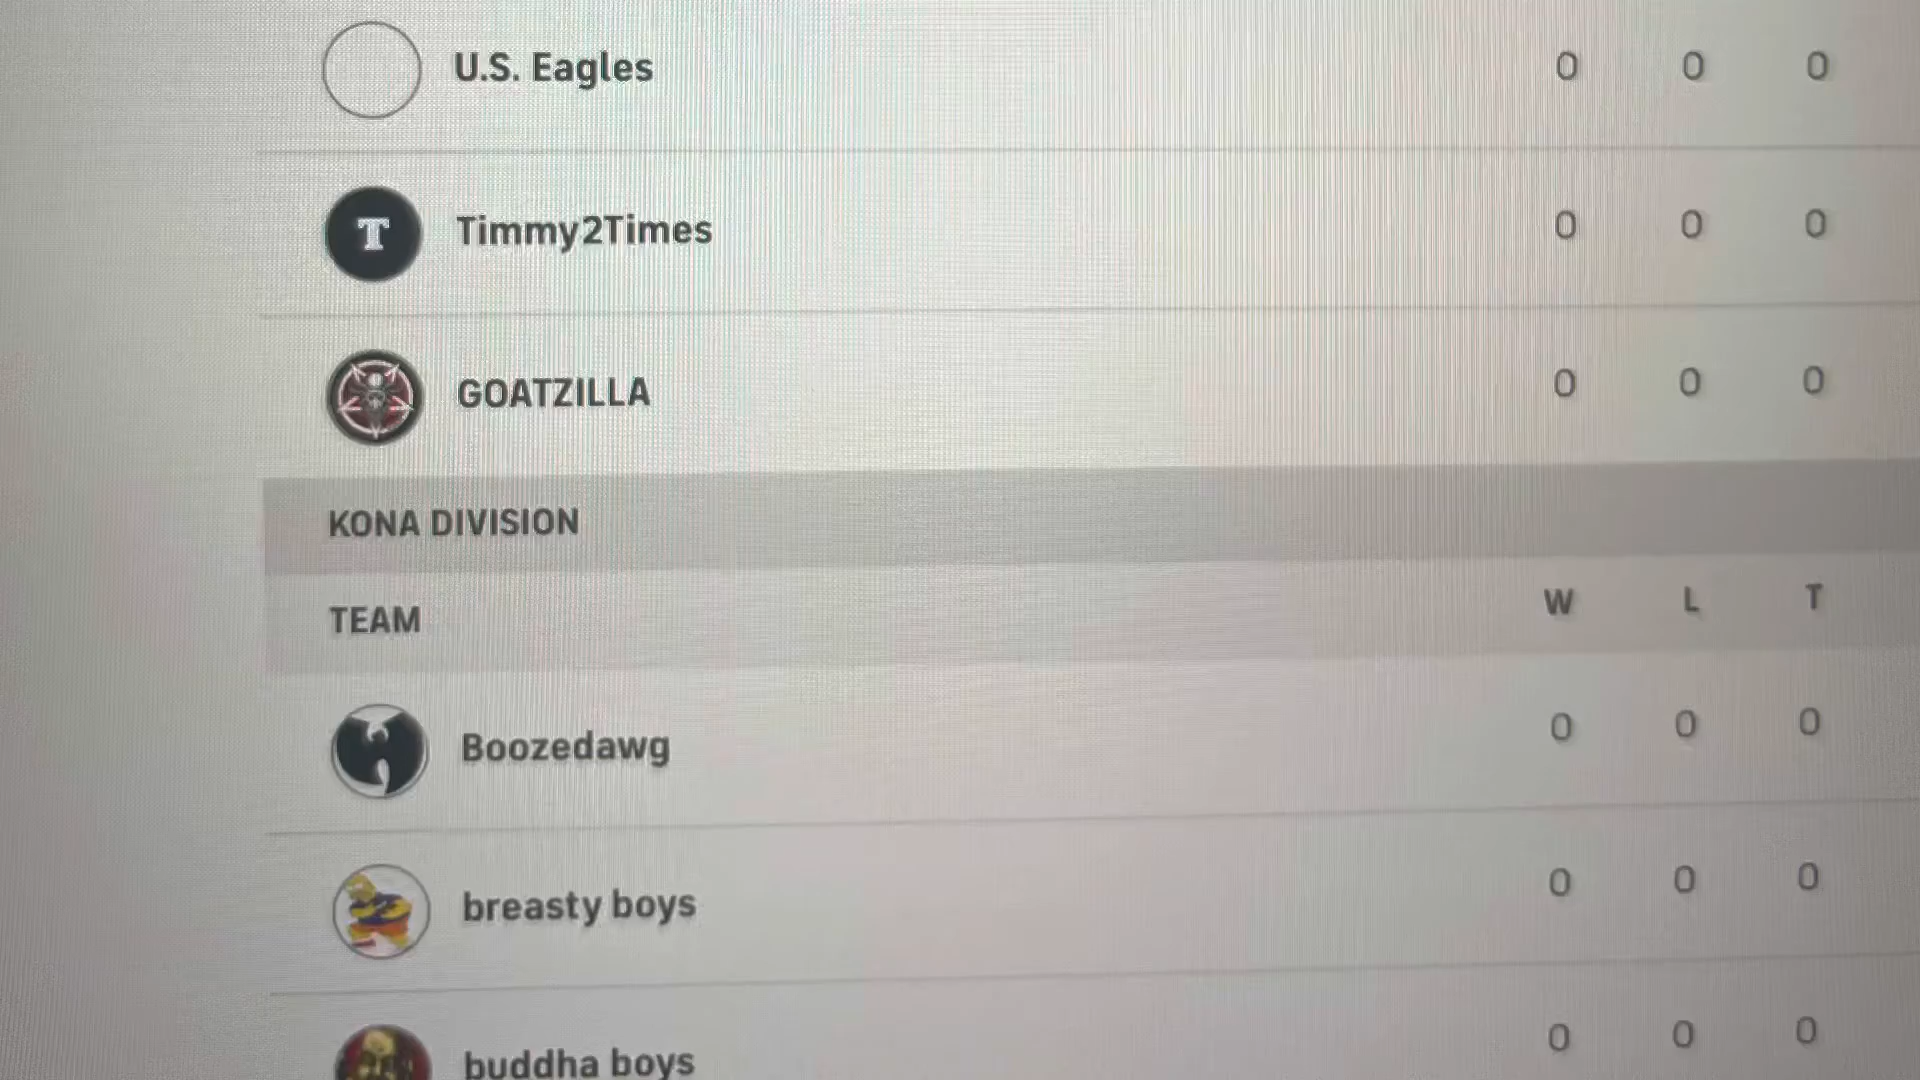 U.S. Eagles 0 0 0
T Timmy2Times 0 0 0
GOATZILLA 0 0 0
KONA DIVISION
TEAM W L T
Boozedawg 0 0 0
breasty boys 0 0 0
buddha boys 0 0 0